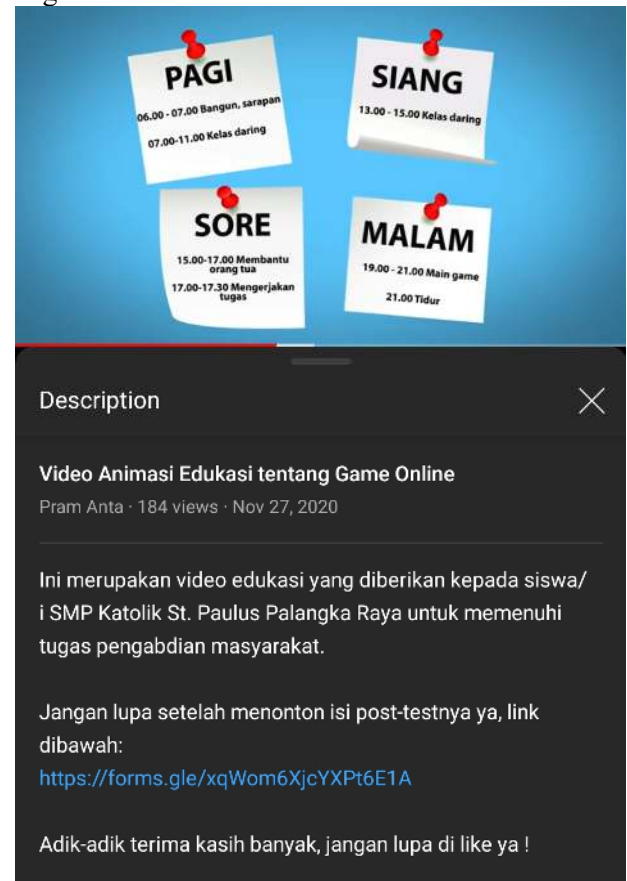 PAGI
06.00 - 07.00 Bangun, sarapan
07.00-11.00 Kelas daring
SIANG
13.00 - 15.00 Kelas daring
SORE
15.00-17.00 Membantu
orang tua
17.00-17.30 Mengerjakan
tugas
MALAM
19.00 - 21.00 Main game
21.00 Tidur
Description
Video Animasi Edukasi tentang Game Online
Pram Anta · 184 views · Nov 27, 2020
Ini merupakan video edukasi yang diberikan kepada siswa/
i SMP Katolik St. Paulus Palangka Raya untuk memenuhi
tugas pengabdian masyarakat.
Jangan lupa setelah menonton isi post-testnya ya, link
dibawah:
https://forms.gle/xqWom6XjcYXPt6E1A
Adik-adik terima kasih banyak, jangan lupa di like ya !